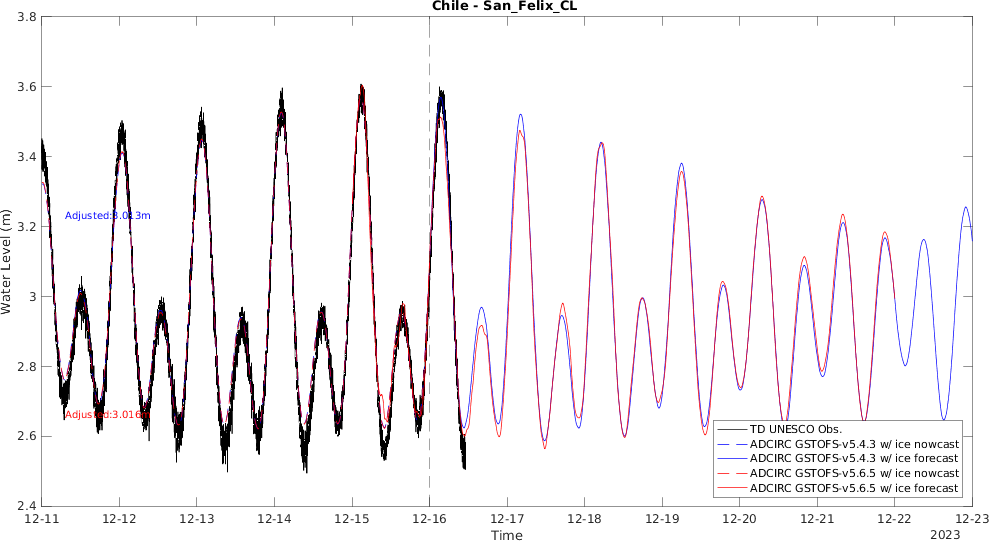 Chile - San_Felix_CL
3.8
3.6
3.4
3.2
3
2.8
2.6
2.4
Water Level (m)
Adjusted:3.013m
Adjusted:3.016m
TD UNESCO Obs.
ADCIRC GSTOFS-v5.4.3 w/ ice nowcast
ADCIRC GSTOFS-v5.4.3 w/ ice forecast
ADCIRC GSTOFS-v5.6.5 w/ ice nowcast
ADCIRC GSTOFS-v5.6.5 w/ ice forecast
12-11 12-12 12-13 12-14 12-15 12-16 12-17 12-18 12-19 12-20 12-21 12-22 12-23
Time
2023